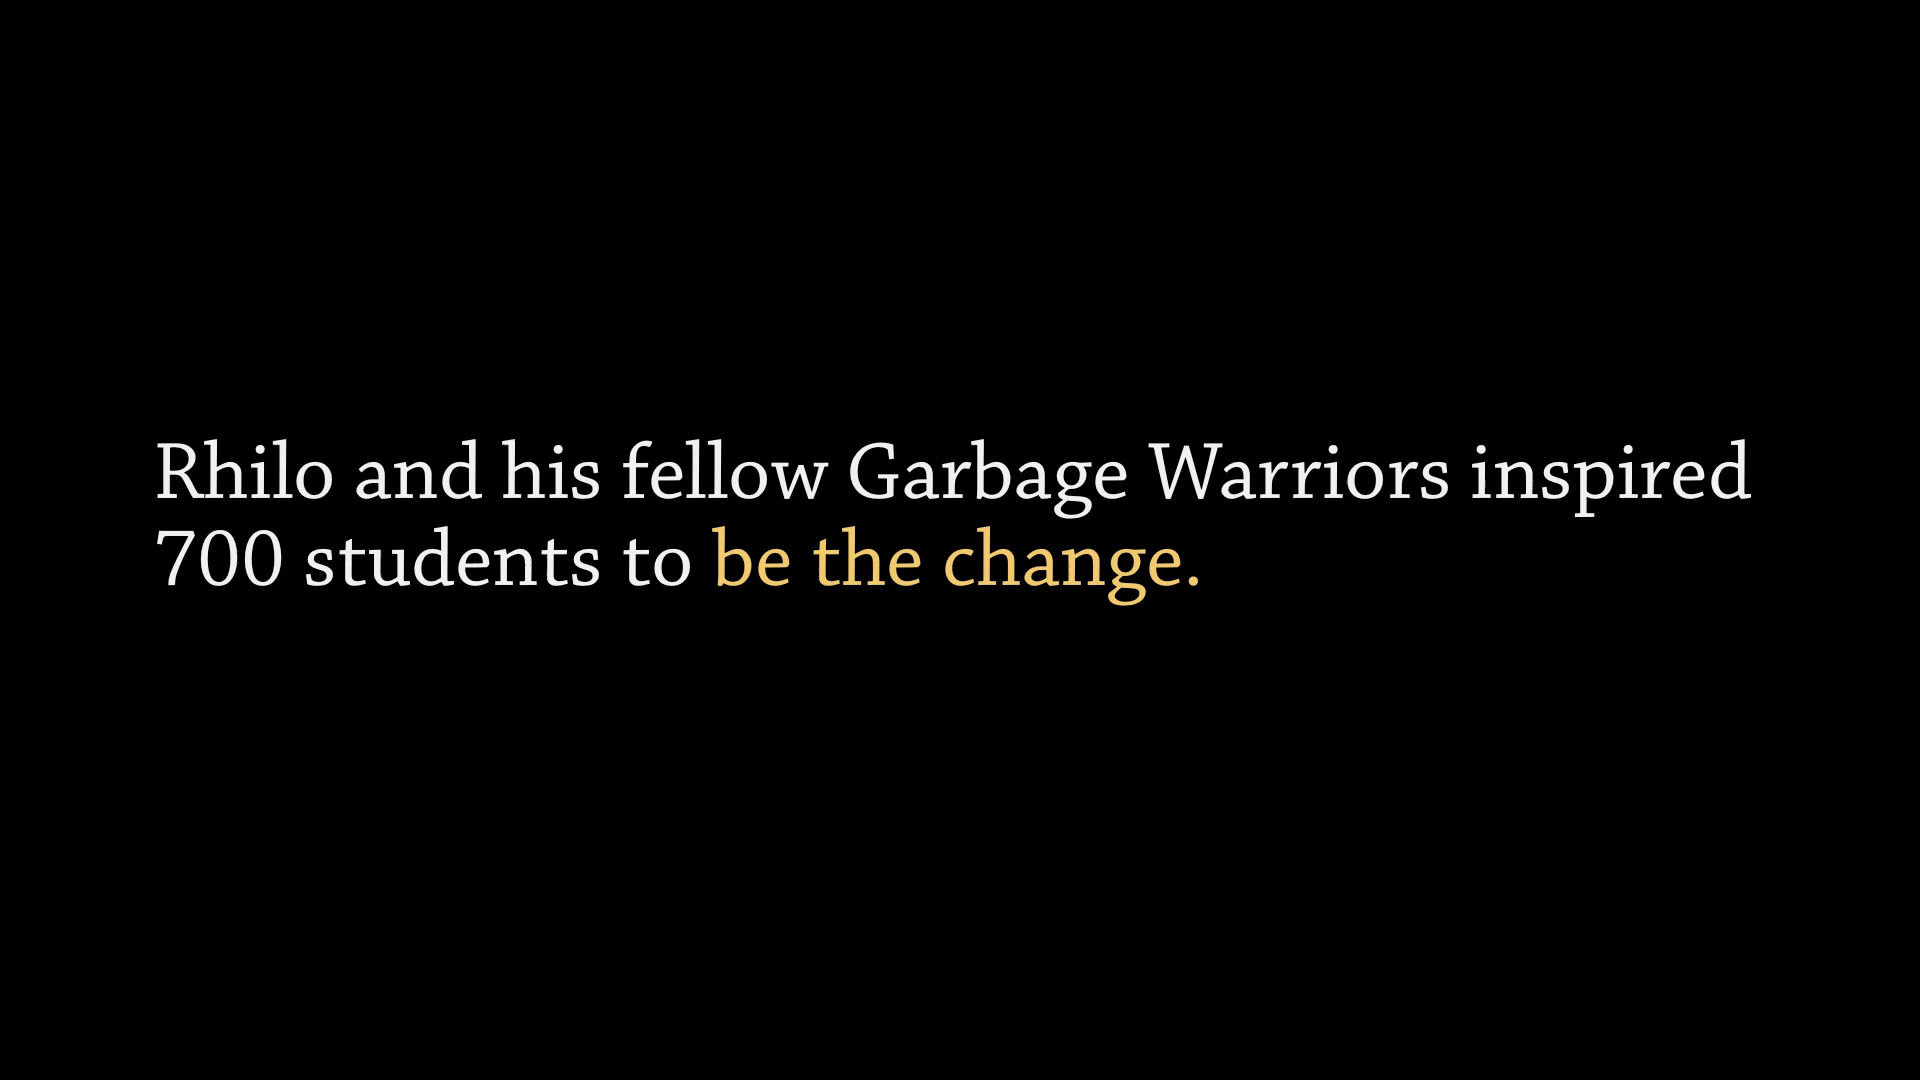 Rhilo and his fellow Garbage Warriors inspired
700 students to be the change.